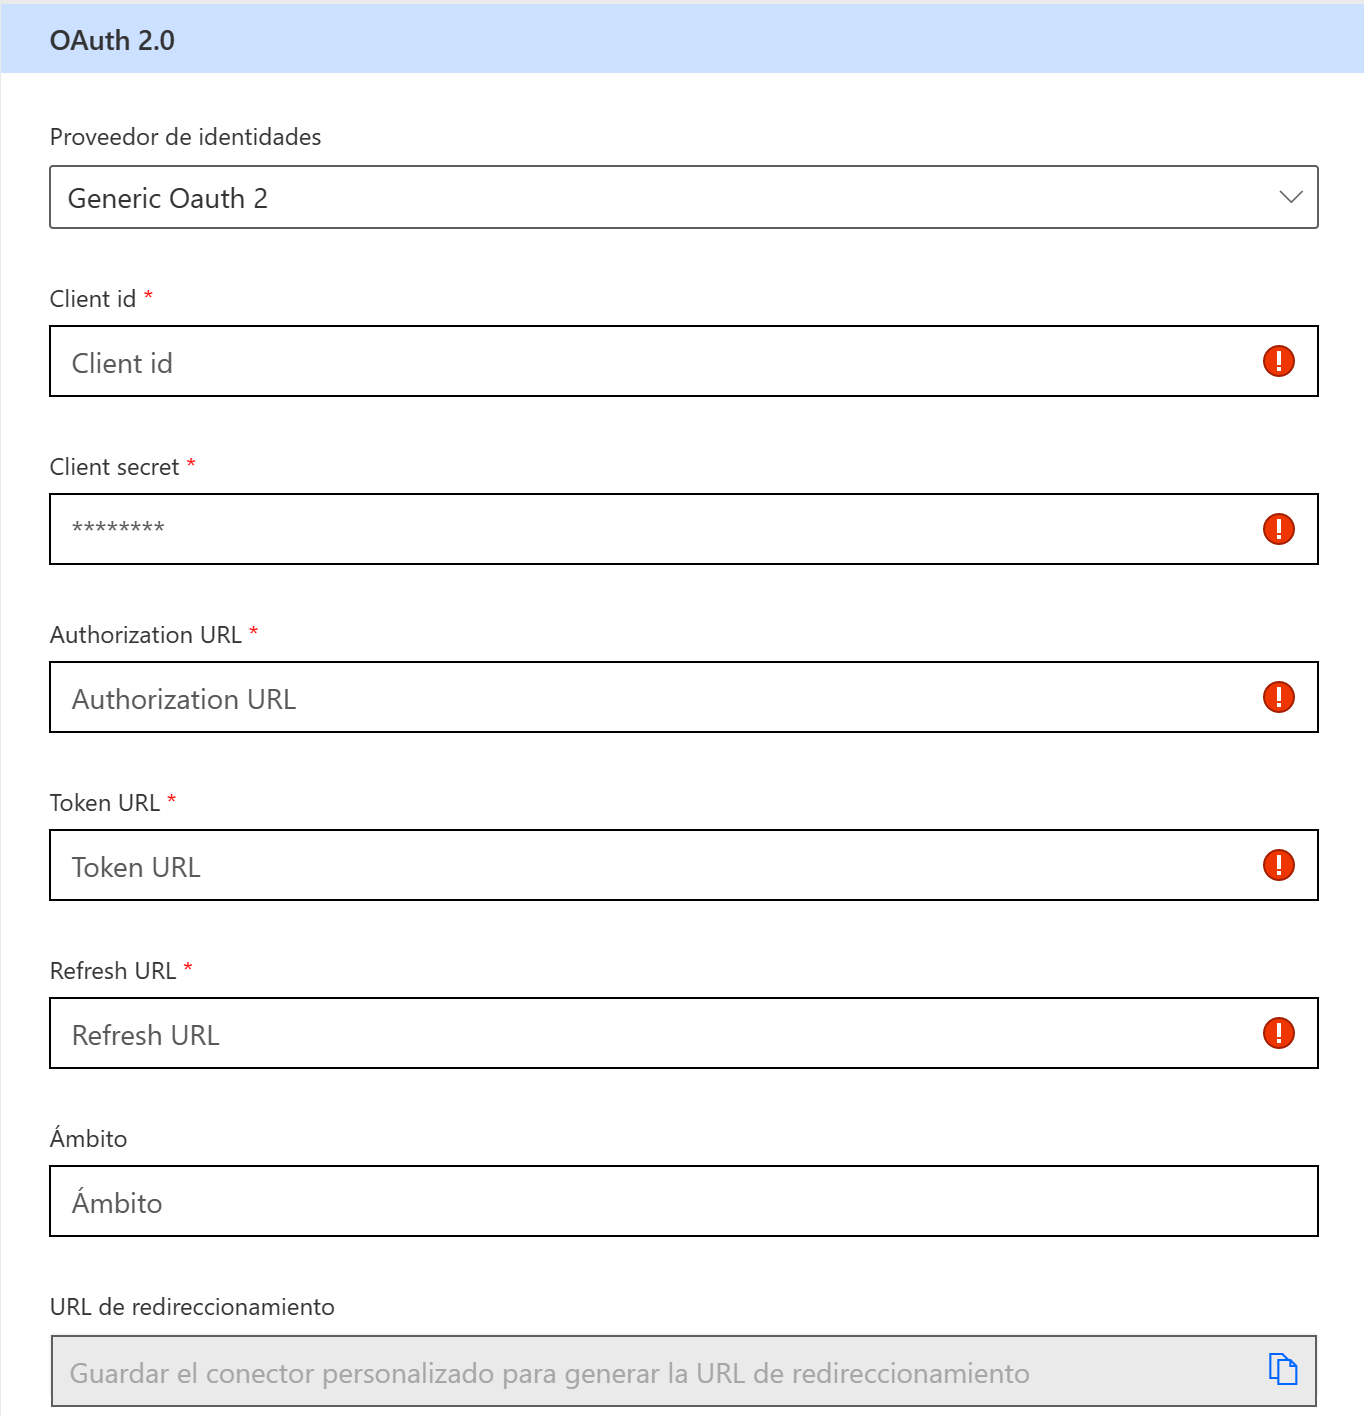 OAuth 2.0
Proveedor de identidades
Generic Oauth 2
Client id *
Client id
Client secret *
********
Authorization URL *
Authorization URL
Token URL *
Token URL
Refresh URL *
Refresh URL
Ámbito
Ámbito
URL de redireccionamiento
Guardar el conector personalizado para generar la URL de redireccionamiento